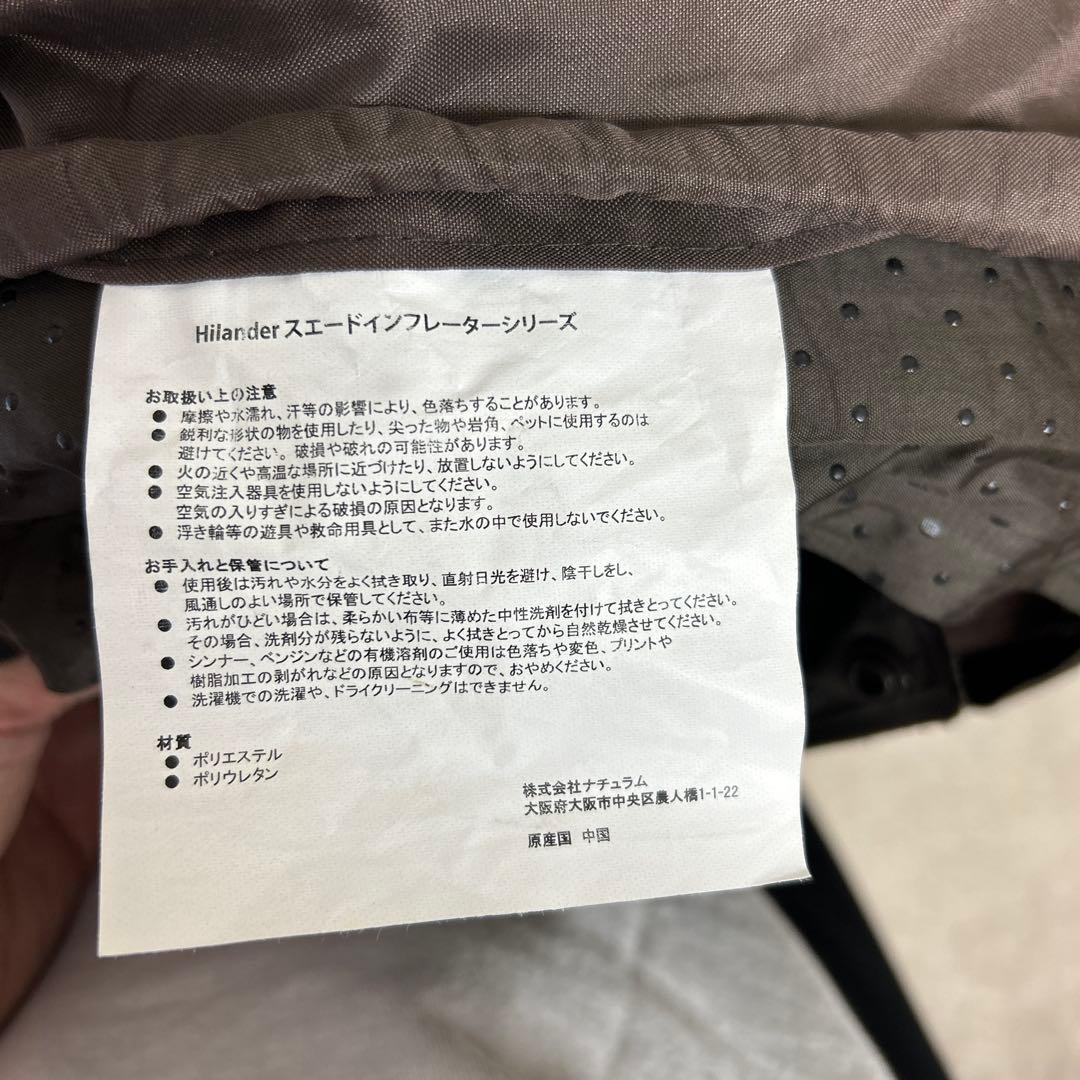 Hilander スエードインフレーターシリーズ
お取扱い上の注意
● 摩擦や水濡れ、汗等の影響により、色落ちすることがあります。
● 鋭利な形状の物を使用したり、尖った物や岩角、ペットに使用するのは
避けてください。破損や破れの可能性があります。
● 火の近くや高温な場所に近づけたり、放置しないようにしてください。
● 空気注入器具を使用しないようにしてください。
空気の入りすぎによる破損の原因となります。
● 浮き輪等の遊具や救命用具として、また水の中で使用しないでください。
お手入れと保管について
● 使用後は汚れや水分をよく拭き取り、直射日光を避け、陰干しをし、
風通しのよい場所で保管してください。
● 汚れがひどい場合は、柔らかい布等に薄めた中性洗剤を付けて拭きとってください。
その場合、洗剤分が残らないように、よく拭きとってから自然乾燥させてください。
● シンナー、ベンジンなどの有機溶剤のご使用は色落ちや変色、プリントや
樹脂加工の剥がれなどの原因となりますので、おやめください。
● 洗濯機での洗濯や、ドライクリーニングはできません。
材質
● ポリエステル
● ポリウレタン
株式会社ナチュラム
大阪府大阪市中央区農人橋1-1-22
原産国 中国